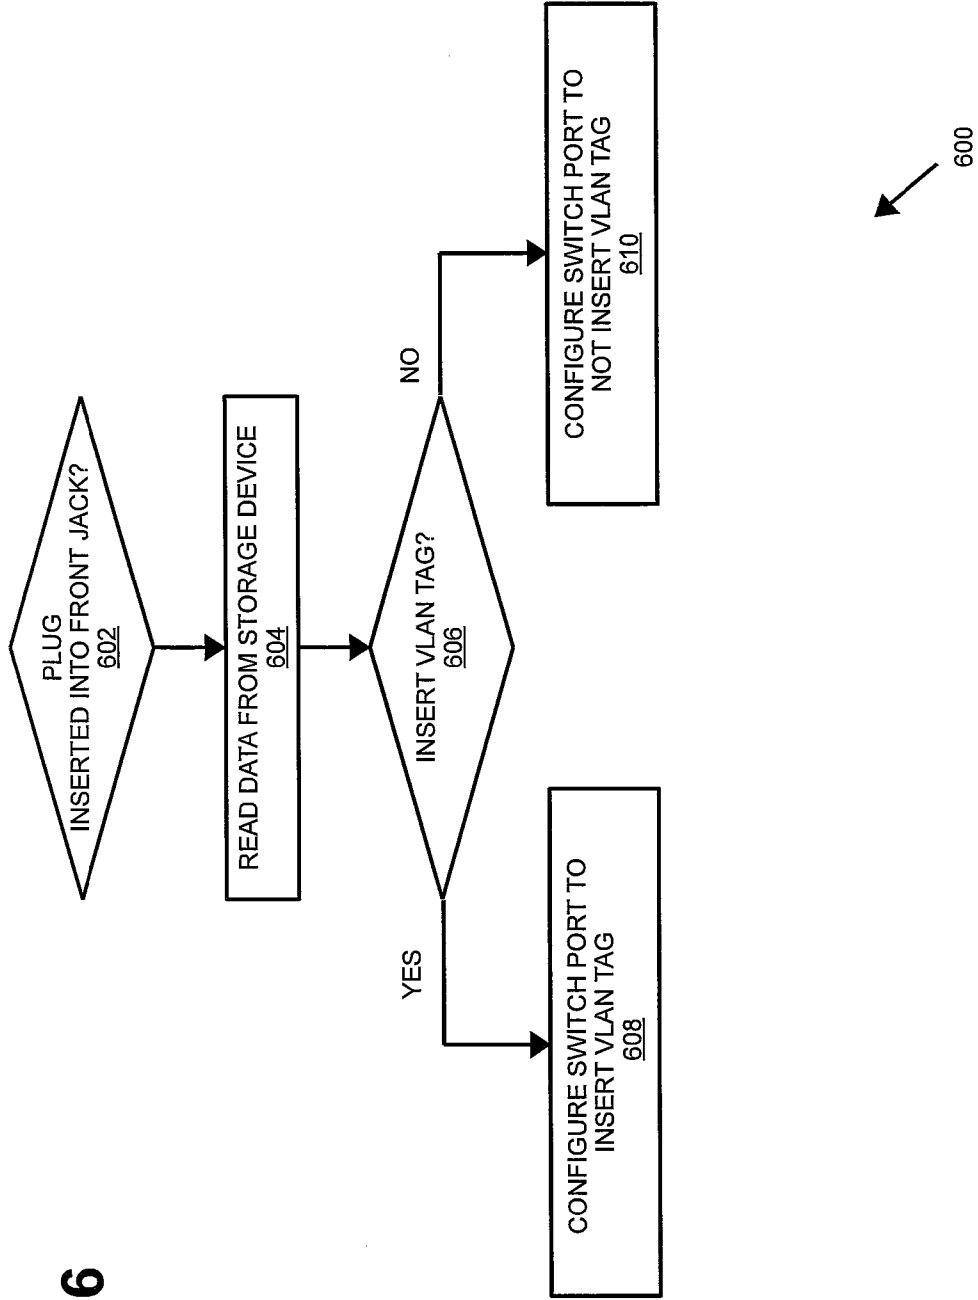 PLUG
INSERTED INTO FRONT JACK?
602
READ DATA FROM STORAGE DEVICE
604
INSERT VLAN TAG?
606
YES
NO
CONFIGURE SWITCH PORT TO
INSERT VLAN TAG
608
CONFIGURE SWITCH PORT TO
NOT INSERT VLAN TAG
610
600
6